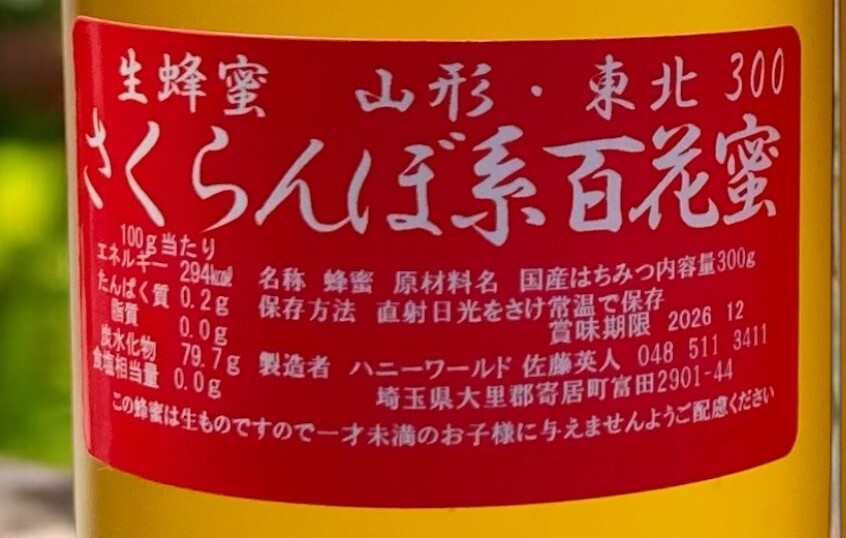 生蜂蜜 山形・東北 300
さくらんぼ系百花蜜
100g当たり
エネルギー 294kcal
たんぱく質 0.2g
脂質 0.0g
炭水化物 79.7g
食塩相当量 0.0g
名称 蜂蜜 原材料名 国産はちみつ内容量300g
保存方法 直射日光をさけ常温で保存
賞味期限 2026 12
製造者 ハニーワールド 佐藤英人 048 511 3411
埼玉県大里郡寄居町富田2901-44
この蜂蜜は生ものですので一才未満のお子様に与えませんようご配慮ください